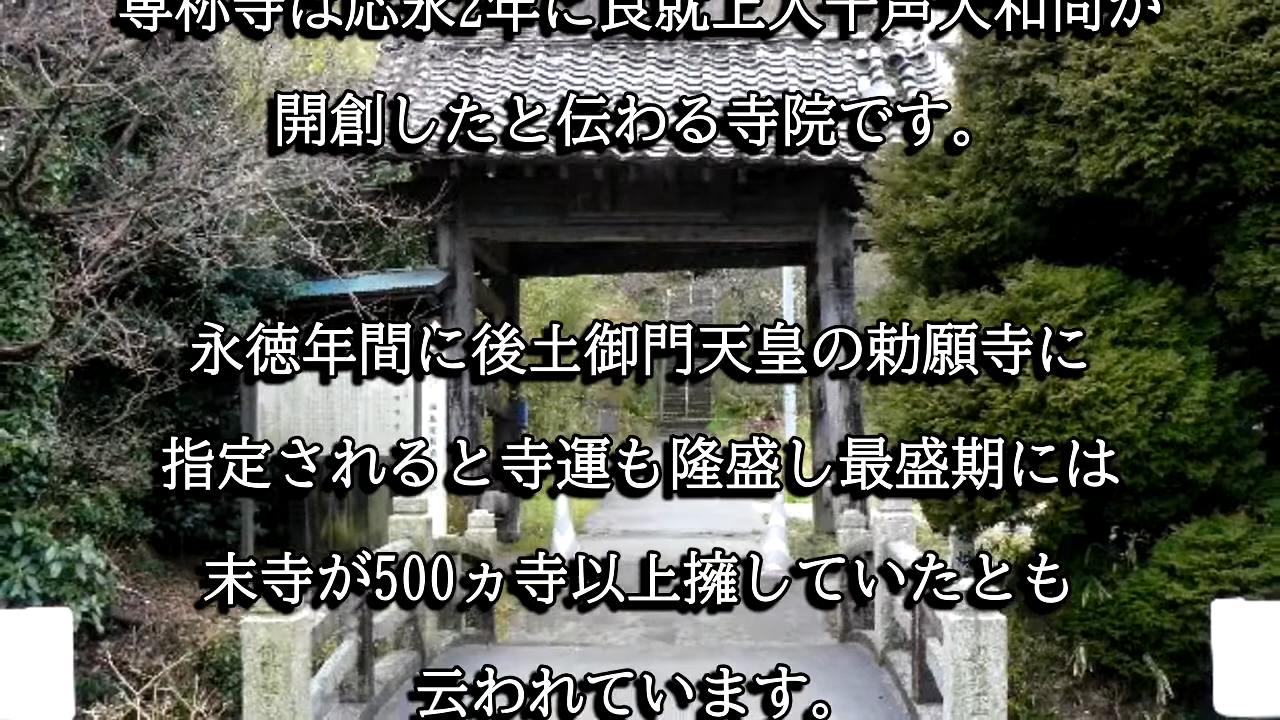 専称寺は応永2年に良就上人十声大和尚が
開創したと伝わる寺院です。
永徳年間に後土御門天皇の勅願寺に
指定されると寺運も隆盛し最盛期には
末寺が500ヵ寺以上擁していたとも
云われています。